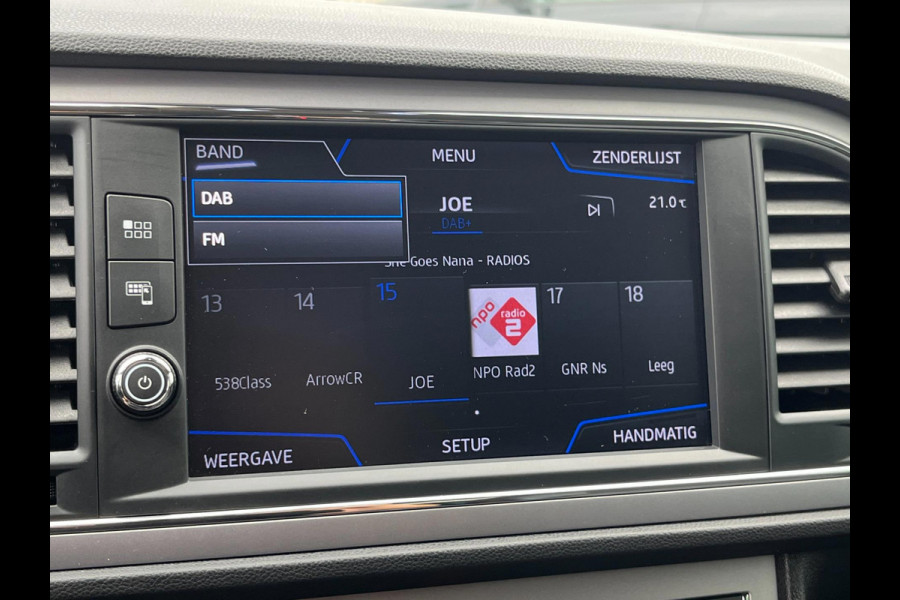 BAND
MENU
ZENDERLIJST
DAB
FM
JOE
DAB+
21.0℃
She Goes Nana - RADIOS
13
14
15
17
18
npo
radio
2
538Class
ArrowCR
JOE
NPO Rad2
GNR Ns
Leeg
WEERGAVE
SETUP
HANDMATIG